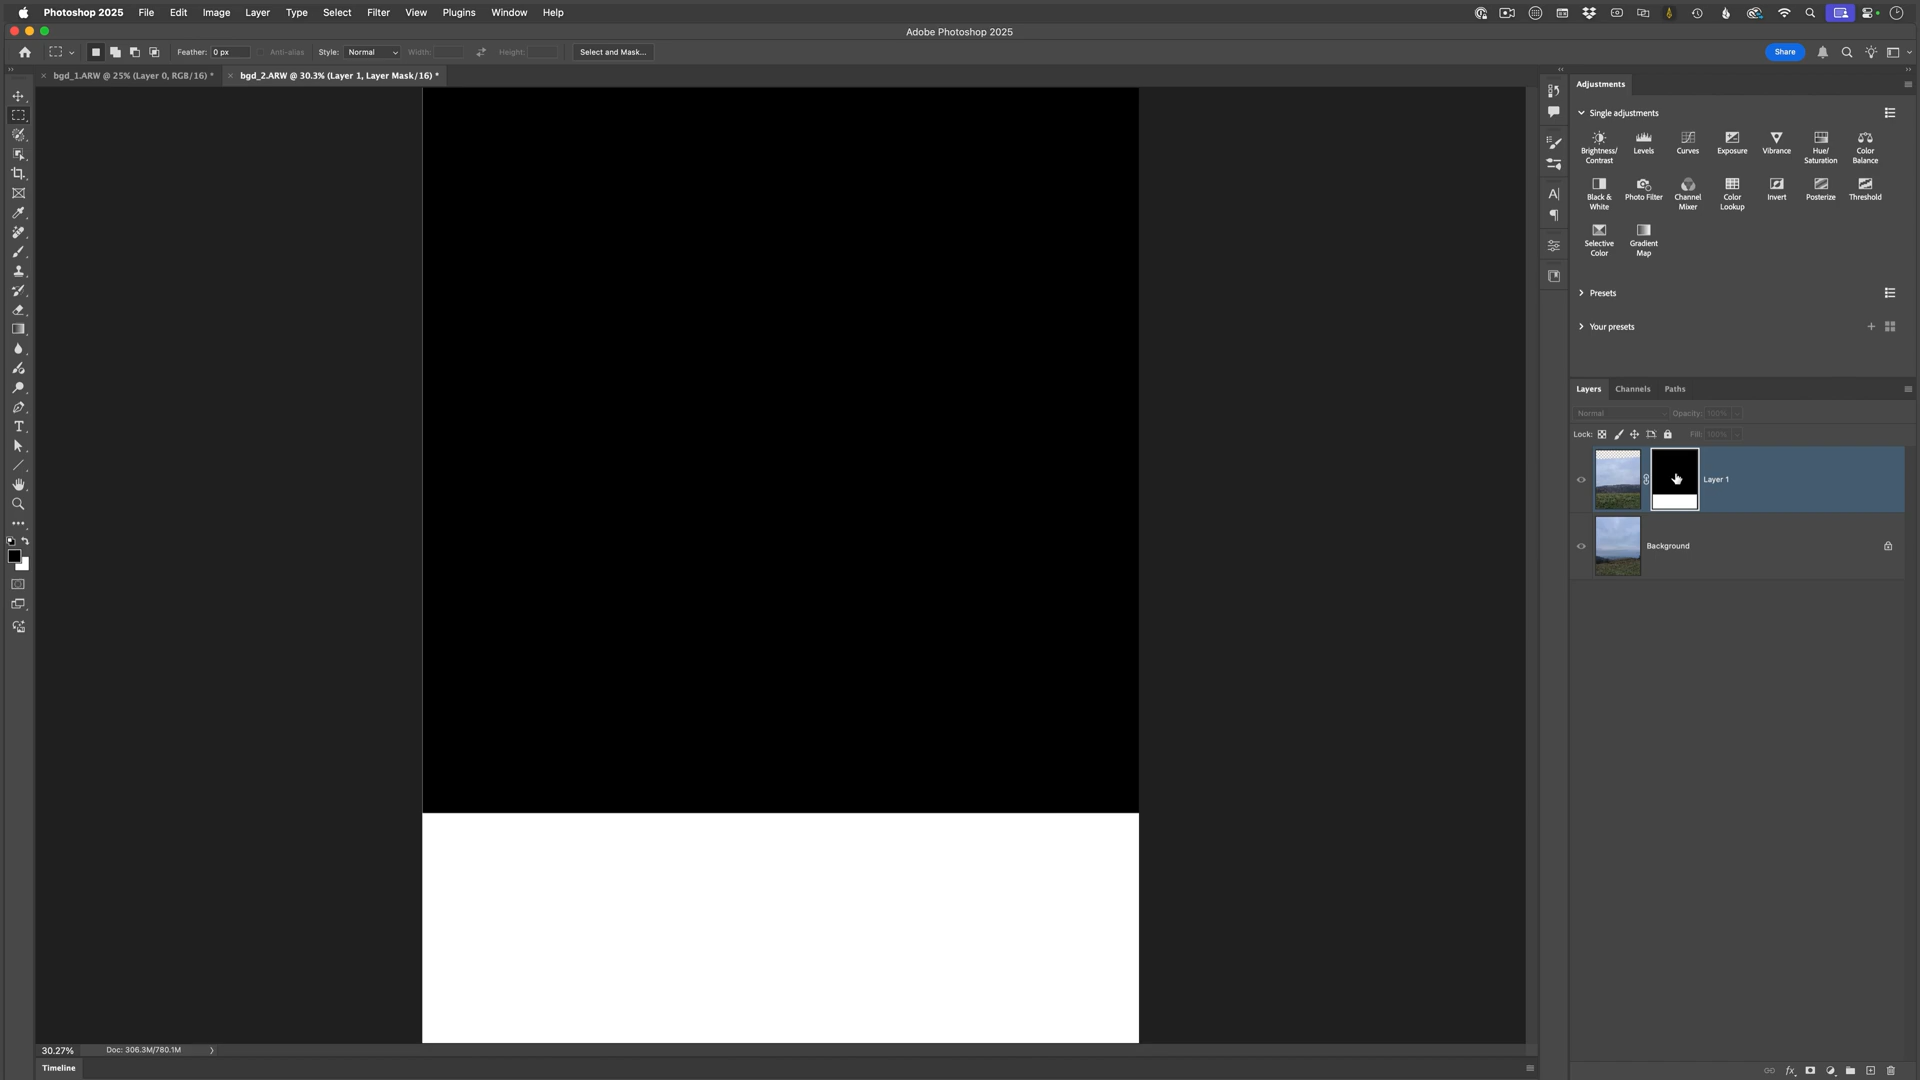 Photoshop 2025 File Edit Image Layer Type Select Filter View Plugins Window Help
Adobe Photoshop 2025
Feather: 0 px Anti-alias Style: Normal Width: Height: Select and Mask... Share
bgd_1.ARW @ 25% (Layer 0, RGB/16) * bgd_2.ARW @ 30.3% (Layer 1, Layer Mask/16) *
Adjustments
Single adjustments
Brightness/ Levels Curves Exposure Vibrance Hue/ Color
Contrast Saturation Balance
Black & Photo Filter Channel Color Invert Posterize Threshold
White Mixer Lookup
Selective Gradient
Color Map
Presets
Your presets
Layers Channels Paths
Normal Opacity: 100%
Lock: Fill: 100%
Layer 1
Background
30.27% Doc: 306.3M/780.1M
Timeline